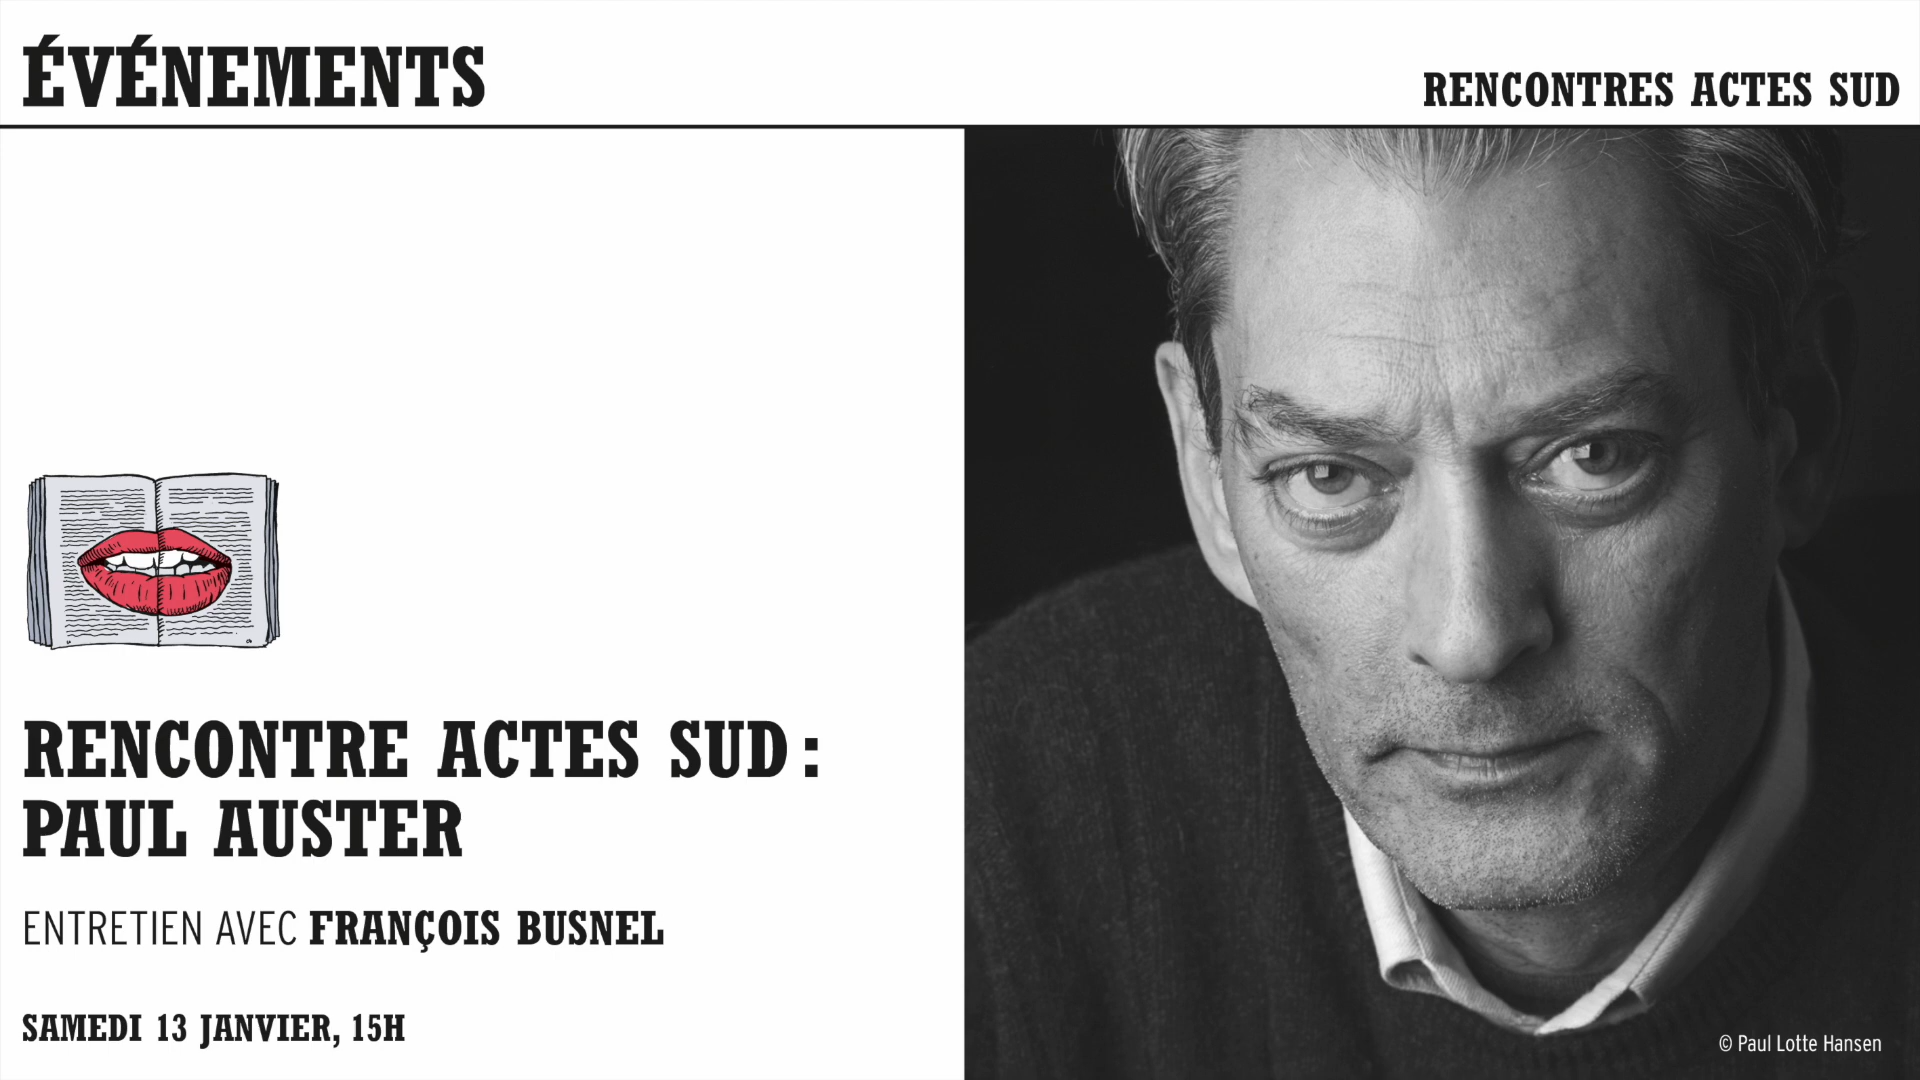 ÉVÉNEMENTS
RENCONTRES ACTES SUD
RENCONTRE ACTES SUD :
PAUL AUSTER
ENTRETIEN AVEC FRANÇOIS BUSNEL
SAMEDI 13 JANVIER, 15H
© Paul Lotte Hansen